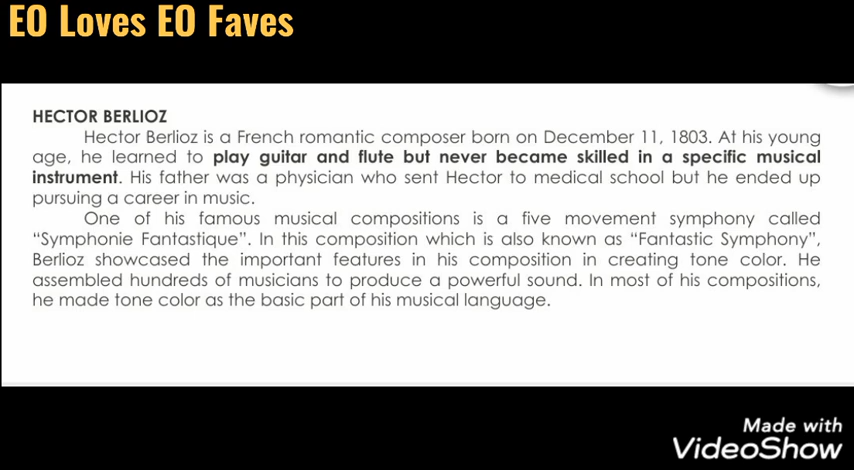 EO Loves EO Faves
HECTOR BERLIOZ
Hector Berlioz is a French romantic composer born on December 11, 1803. At his young
age, he learned to play guitar and flute but never became skilled in a specific musical
instrument. His father was a physician who sent Hector to medical school but he ended up
pursuing a career in music.
One of his famous musical compositions is a five movement symphony called
“Symphonie Fantastique”. In this composition which is also known as “Fantastic Symphony”,
Berlioz showcased the important features in his composition in creating tone color. He
assembled hundreds of musicians to produce a powerful sound. In most of his compositions,
he made tone color as the basic part of his musical language.
Made with
VideoShow